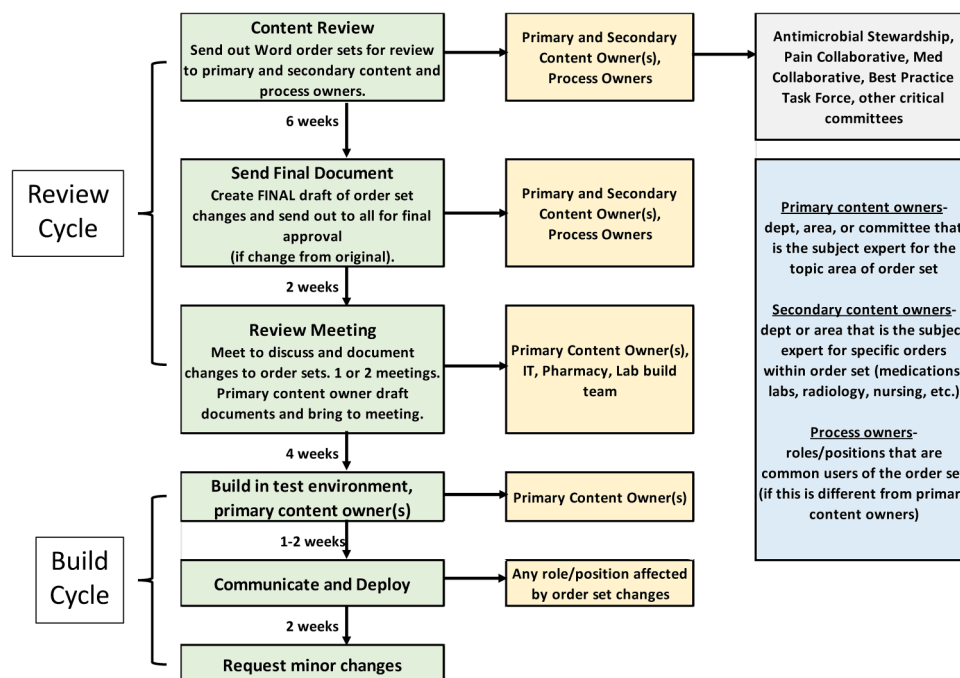 Content Review
Send out Word order sets for review
to primary and secondary content and
process owners.
Primary and Secondary
Content Owner(s),
Process Owners
Antimicrobial Stewardship,
Pain Collaborative, Med
Collaborative, Best Practice
Task Force, other critical
committees
6 weeks
Review
Cycle
Send Final Document
Create FINAL draft of order set
changes and send out to all for final
approval
(if change from original).
Primary and Secondary
Content Owner(s),
Process Owners
Primary content owners-
dept, area, or committee that
is the subject expert for the
topic area of order set
Secondary content owners-
dept or area that is the subjec
expert for specific orders
within order set (medications
labs, radiology, nursing, etc.)
Process owners-
roles/positions that are
common users of the order se
(if this is different from primar
content owners)
2 weeks
Review Meeting
Meet to discuss and document
changes to order sets. 1 or 2 meetings.
Primary content owner draft
documents and bring to meeting.
Primary Content Owner(s),
IT, Pharmacy, Lab build
team
4 weeks
Build in test environment,
primary content owner(s)
Primary Content Owner(s)
1-2 weeks
Build
Cycle
Communicate and Deploy
Any role/position affected
by order set changes
2 weeks
Request minor changes